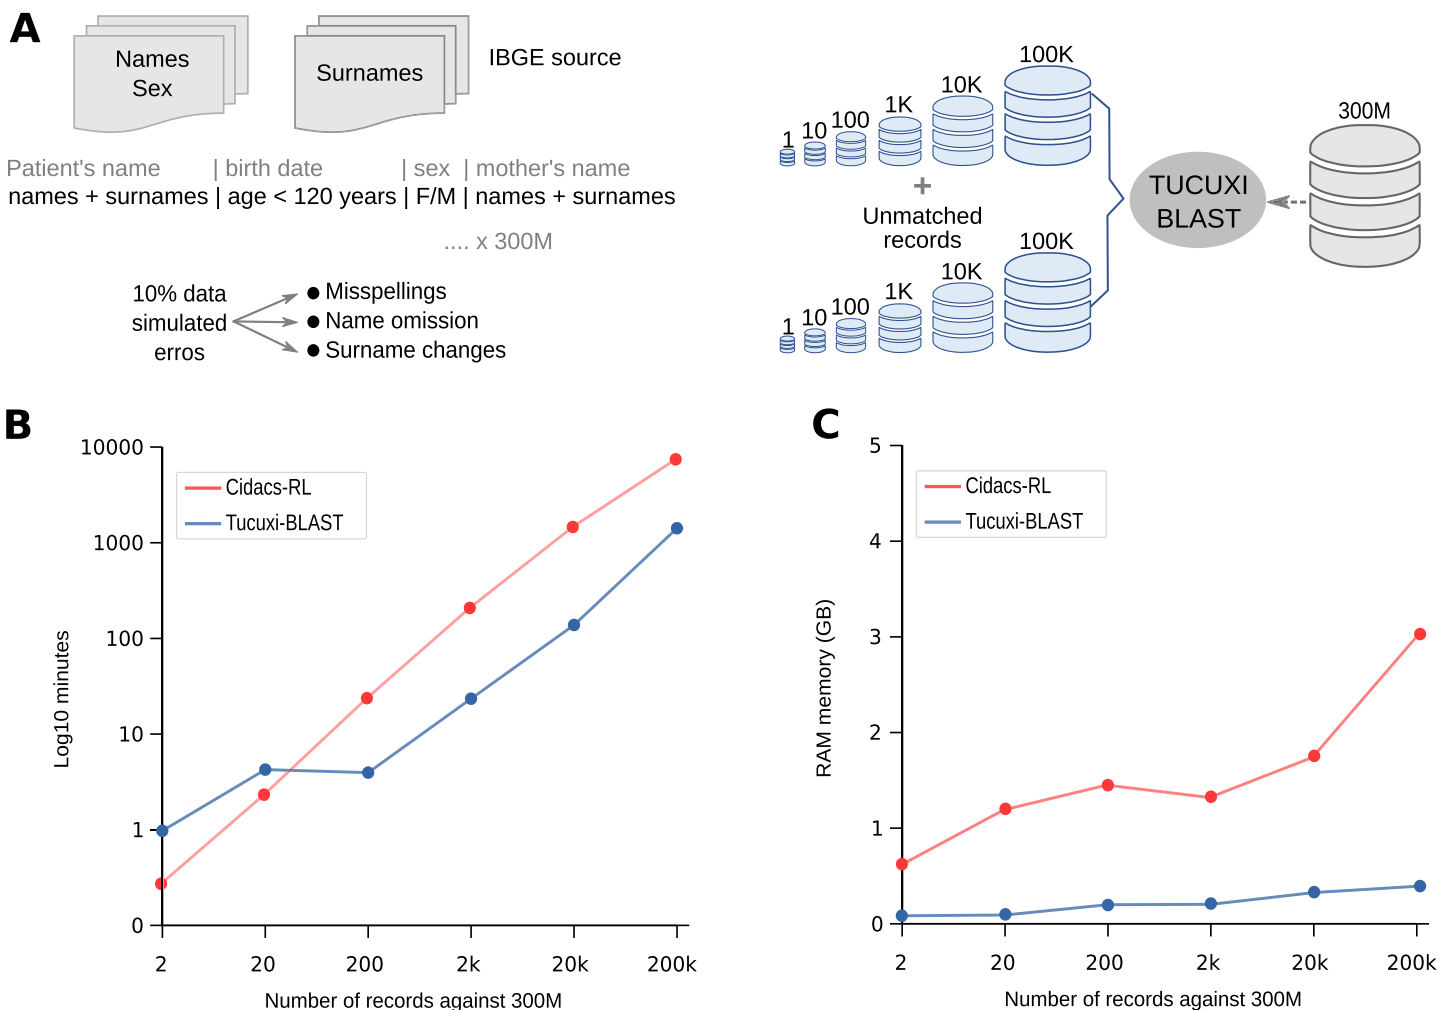 A
Names
Sex
Surnames
IBGE source
Patient's name | birth date | sex | mother's name
names + surnames | age < 120 years | F/M | names + surnames
.... x 300M
10% data
simulated
erros
● Misspellings
● Name omission
● Surname changes
1 10 100 1K 10K 100K
+
Unmatched
records
1 10 100 1K 10K 100K
TUCUXI
BLAST
300M
B
10000
1000
100
10
1
0
Log10 minutes
Cidacs-RL
Tucuxi-BLAST
2 20 200 2k 20k 200k
Number of records against 300M
C
5
4
3
2
1
0
RAM memory (GB)
Cidacs-RL
Tucuxi-BLAST
2 20 200 2k 20k 200k
Number of records against 300M